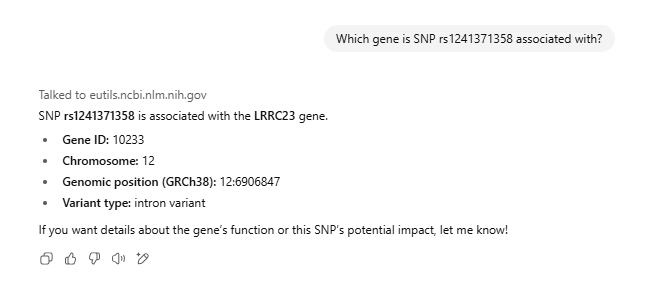 Which gene is SNP rs1241371358 associated with?
Talked to eutils.ncbi.nlm.nih.gov
SNP rs1241371358 is associated with the LRRC23 gene.
• Gene ID: 10233
• Chromosome: 12
• Genomic position (GRCh38): 12:6906847
• Variant type: intron variant
If you want details about the gene's function or this SNP's potential impact, let me know!